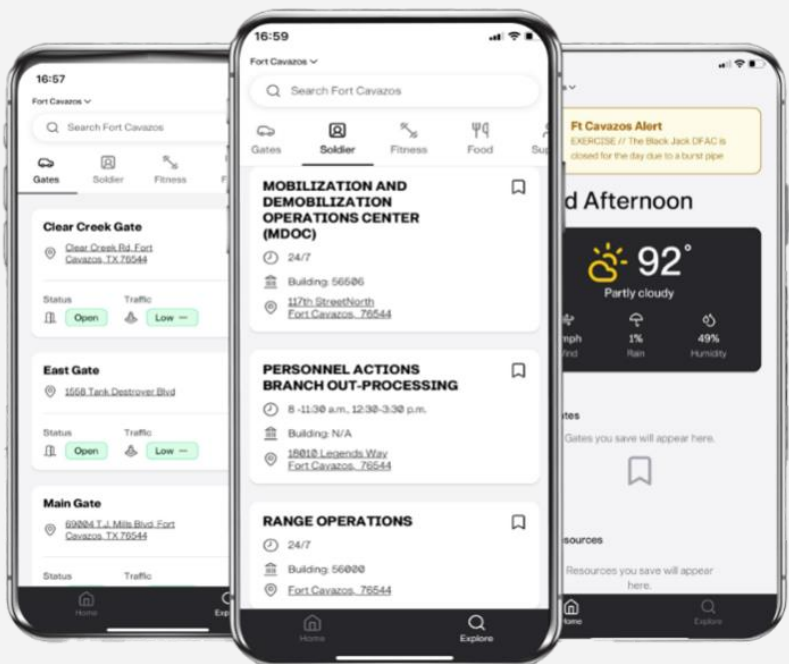 16:57
Fort Cavazos
Search Fort Cavazos
Gates
Soldier
Fitness
Clear Creek Gate
Clear Creek Rd, Fort
Cavazos, TX 76544
Status
Traffic
Open
Low
East Gate
1558 Tank Destroyer Blvd
Status
Traffic
Open
Low
Main Gate
69004 T.J. Mills Blvd, Fort
Cavazos, TX 76544
Status
Traffic
Home
Exp
16:59
Fort Cavazos
Search Fort Cavazos
Gates
Soldier
Fitness
Food
Su
MOBILIZATION AND
DEMOBILIZATION
OPERATIONS CENTER
(MDOC)
24/7
Building: 56506
117th StreetNorth
Fort Cavazos, 76544
PERSONNEL ACTIONS
BRANCH OUT-PROCESSING
8 -11:30 a.m., 12:30-3:30 p.m.
Building: N/A
18010 Legends Way
Fort Cavazos, 76544
RANGE OPERATIONS
24/7
Building: 56000
Fort Cavazos, 76544
Home
Explore
Ft Cavazos Alert
EXERCISE // The Black Jack DFAC is
closed for the day due to a burst pipe
d Afternoon
92°
Partly cloudy
mph
1%
49%
Wind
Rain
Humidity
tes
Gates you save will appear here.
sources
Resources you save will appear
here.
Home
Explore